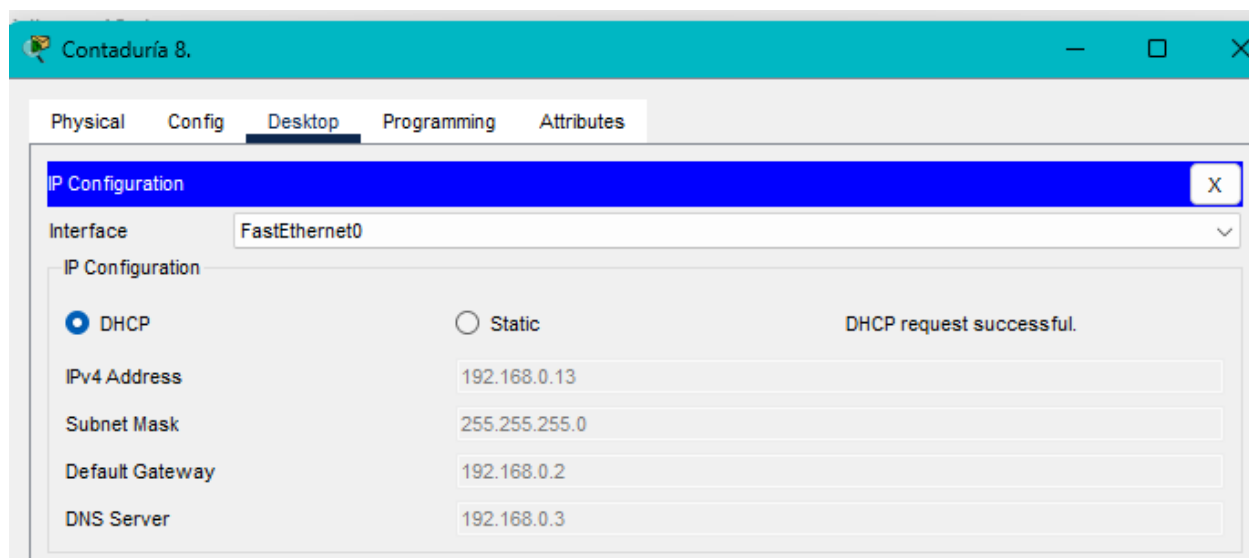 Contaduría 8.
Physical Config Desktop Programming Attributes
IP Configuration X
Interface FastEthernet0
IP Configuration
DHCP Static DHCP request successful.
IPv4 Address 192.168.0.13
Subnet Mask 255.255.255.0
Default Gateway 192.168.0.2
DNS Server 192.168.0.3